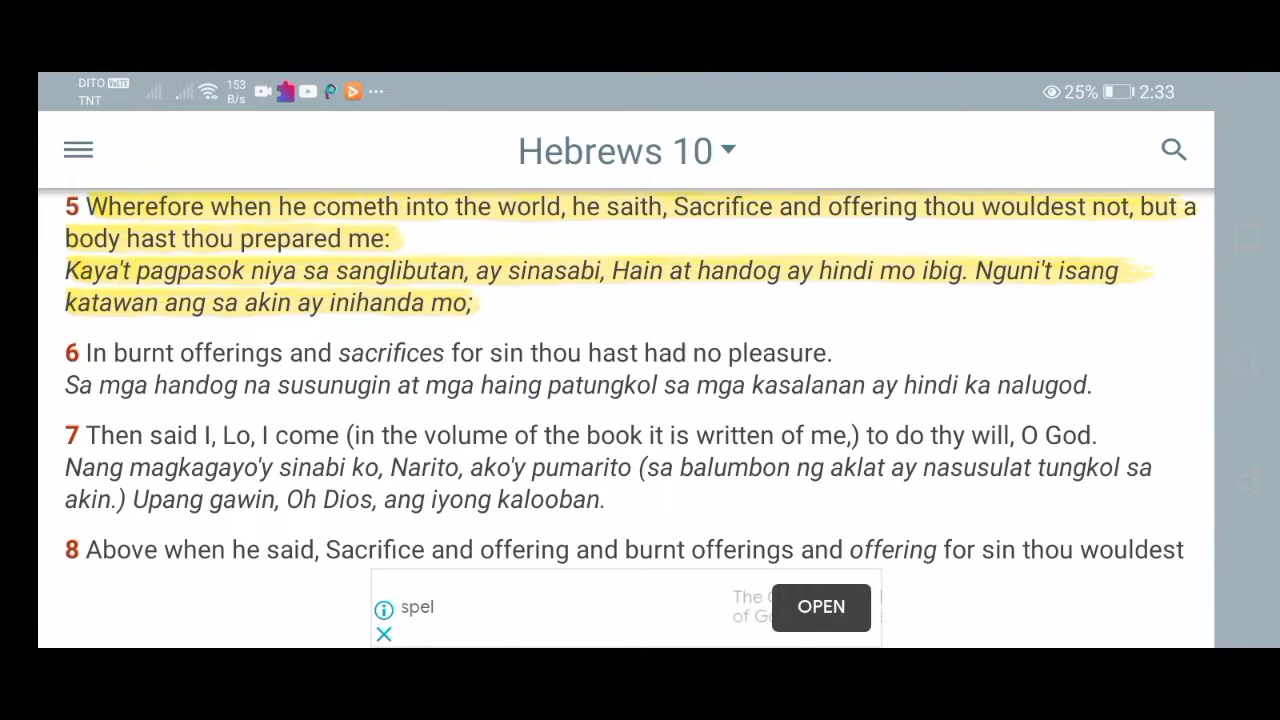 DITO VoLTE
TNT
153
B/s
25%
2:33
Hebrews 10
5 Wherefore when he cometh into the world, he saith, Sacrifice and offering thou wouldest not, but a
body hast thou prepared me:
Kaya't pagpasok niya sa sanglibutan, ay sinasabi, Hain at handog ay hindi mo ibig. Nguni't isang
katawan ang sa akin ay inihanda mo;
6 In burnt offerings and sacrifices for sin thou hast had no pleasure.
Sa mga handog na susunugin at mga haing patungkol sa mga kasalanan ay hindi ka nalugod.
7 Then said I, Lo, I come (in the volume of the book it is written of me,) to do thy will, O God.
Nang magkagayo'y sinabi ko, Narito, ako'y pumarito (sa balumbon ng aklat ay nasusulat tungkol sa
akin.) Upang gawin, Oh Dios, ang iyong kalooban.
8 Above when he said, Sacrifice and offering and burnt offerings and offering for sin thou wouldest
spel
The
of
OPEN